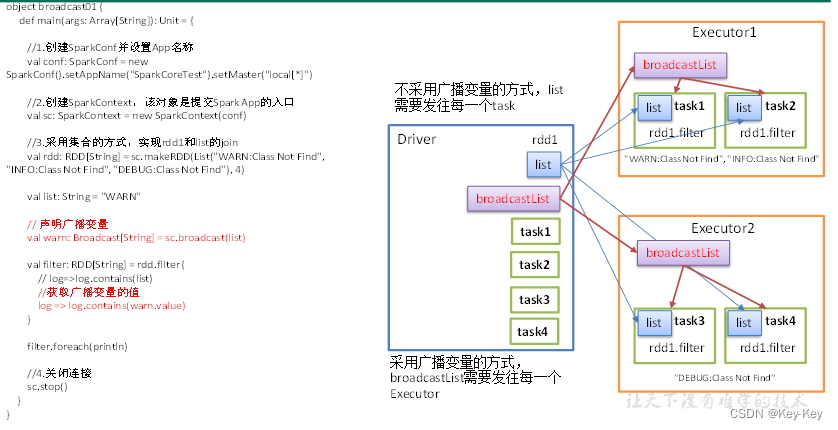 object broadcast01 {
def main(args: Array[String]): Unit = {
//1.创建SparkConf并设置App名称
val conf: SparkConf = new
SparkConf().setAppName("SparkCoreTest").setMaster("local[*]")
//2.创建SparkContext，该对象是提交Spark App的入口
val sc: SparkContext = new SparkContext(conf)
//3.采用集合的方式，实现rdd1和list的join
val rdd: RDD[String] = sc.makeRDD(List("WARN:Class Not Find",
"INFO:Class Not Find", "DEBUG:Class Not Find"), 4)
val list: String = "WARN"
// 声明广播变量
val warn: Broadcast[String] = sc.broadcast(list)
val filter: RDD[String] = rdd.filter{
// log=>log.contains(list)
//获取广播变量的值
log => log.contains(warn.value)
}
filter.foreach(println)
//4.关闭连接
sc.stop()
}
}
不采用广播变量的方式，list
需要发往每一个task
Driver
rdd1
list
broadcastList
task1
task2
task3
task4
采用广播变量的方式，
broadcastList需要发往每一个
Executor
Executor1
broadcastList
list task1
rdd1.filter
list task2
rdd1.filter
"WARN:Class Not Find", "INFO:Class Not Find"
Executor2
broadcastList
list task3
rdd1.filter
list task4
rdd1.filter
"DEBUG:Class Not Find"
让天下没有难学的技术
CSDN @Key-Key